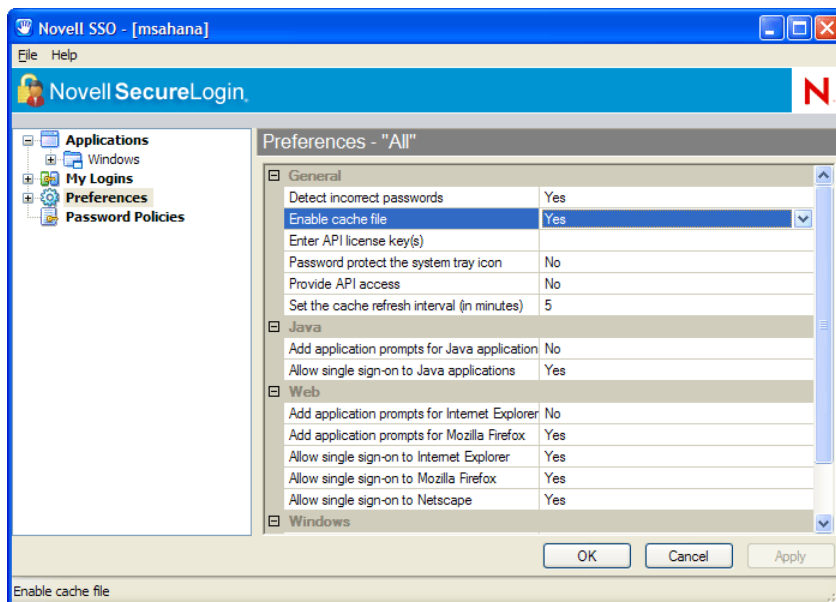 Novell SSO - [msahana]
File Help
Novell SecureLogin.
N.
Applications
Windows
My Logins
Preferences
Password Policies
Preferences - "All"
General
Detect incorrect passwords Yes
Enable cache file Yes
Enter API license key(s)
Password protect the system tray icon No
Provide API access No
Set the cache refresh interval (in minutes) 5
Java
Add application prompts for Java application No
Allow single sign-on to Java applications Yes
Web
Add application prompts for Internet Explorer No
Add application prompts for Mozilla Firefox Yes
Allow single sign-on to Internet Explorer Yes
Allow single sign-on to Mozilla Firefox Yes
Allow single sign-on to Netscape Yes
Windows
OK Cancel Apply
Enable cache file